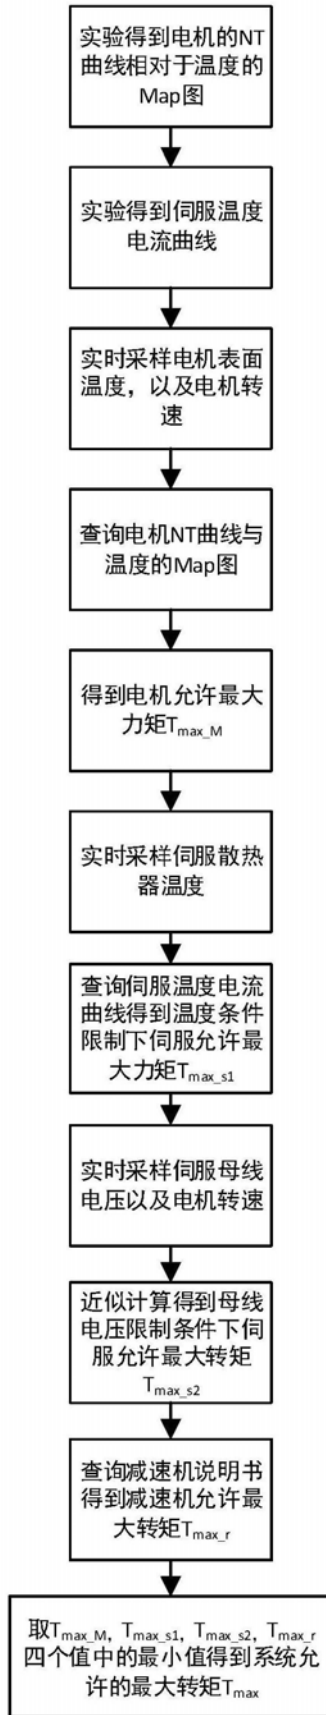 实验得到电机的NT
曲线相对于温度的
Map图
实验得到伺服温度
电流曲线
实时采样电机表面
温度，以及电机转
速
查询电机NT曲线与
温度的Map图
得到电机允许最大
力矩Tmax_M
实时采样伺服散热
器温度
查询伺服温度电流
曲线得到温度条件
限制下伺服允许最
大力矩Tmax_s1
实时采样伺服母线
电压以及电机转速
近似计算得到母线
电压限制条件下伺
服允许最大转矩
Tmax_s2
查询减速机说明书
得到减速机允许最
大转矩Tmax_r
取Tmax_M, Tmax_s1, Tmax_s2, Tmax_r
四个值中的最小值得到系统允
许的最大转矩Tmax